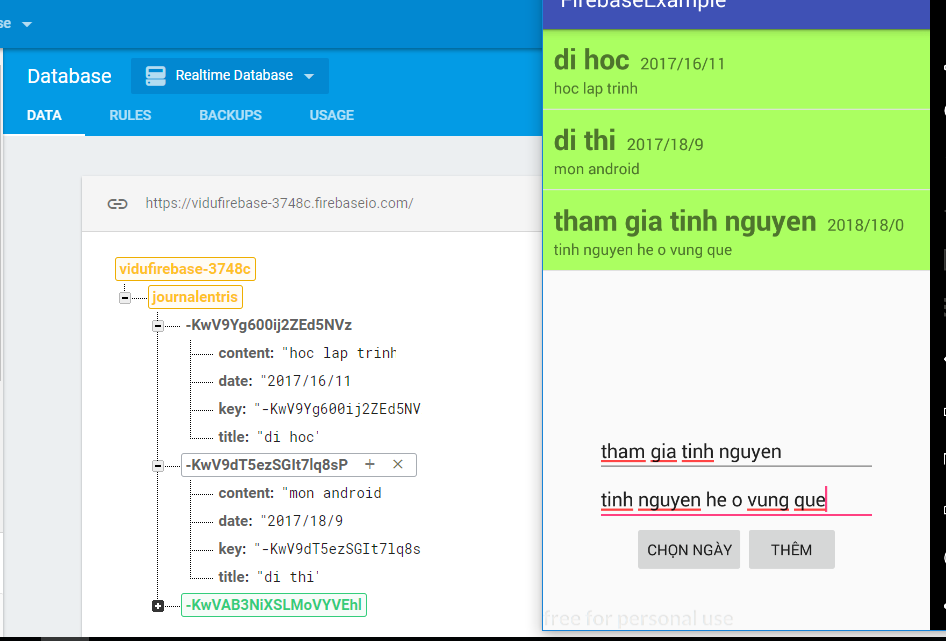 se
Database
Realtime Database
DATA
RULES
BACKUPS
USAGE
https://vidufirebase-3748c.firebaseio.com/
vidufirebase-3748c
journalentris
-KwV9Yg600ij2ZEd5NVz
content: "hoc lap trinh
date: "2017/16/11
key: "-KwV9Yg600ij2ZEd5NV
title: "di hoc'
-KwV9dT5ezSGIt7lq8sP + ×
content: "mon android
date: "2017/18/9
key: "-KwV9dT5ezSGIt7lq8s
title: "di thi'
-KwVAB3NiXSLMoVYVEhl
FirebaseExample
di hoc 2017/16/11
hoc lap trinh
di thi 2017/18/9
mon android
tham gia tinh nguyen 2018/18/0
tinh nguyen he o vung que
tham gia tinh nguyen
tinh nguyen he o vung que
CHỌN NGÀY
THÊM
free for personal use